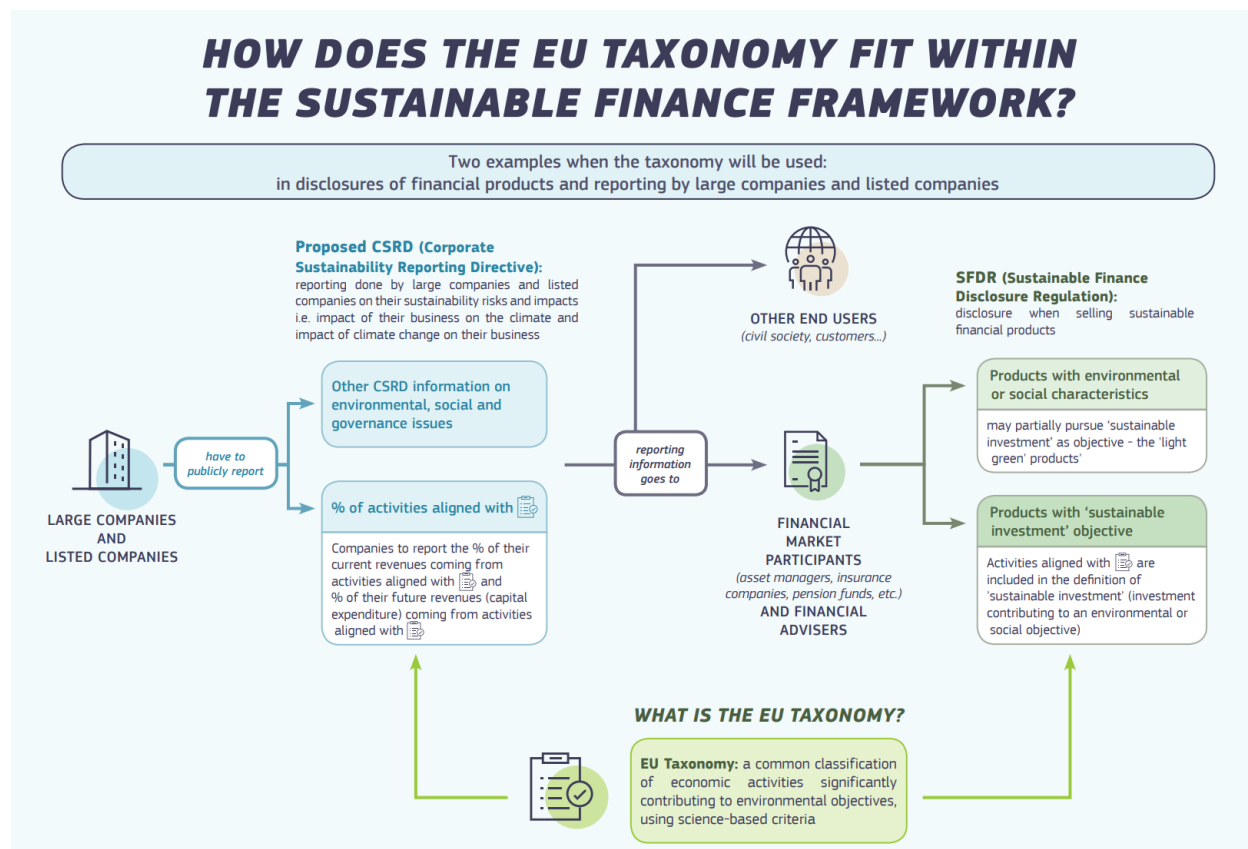 HOW DOES THE EU TAXONOMY FIT WITHIN
THE SUSTAINABLE FINANCE FRAMEWORK?
Two examples when the taxonomy will be used:
in disclosures of financial products and reporting by large companies and listed companies
Proposed CSRD (Corporate
Sustainability Reporting Directive):
reporting done by large companies and listed
companies on their sustainability risks and impacts
i.e. impact of their business on the climate and
impact of climate change on their business
LARGE COMPANIES
AND
LISTED COMPANIES
have to
publicly report
Other CSRD information on
environmental, social and
governance issues
% of activities aligned with
Companies to report the % of their
current revenues coming from
activities aligned with and
% of their future revenues (capital
expenditure) coming from activities
aligned with
reporting
information
goes to
OTHER END USERS
(civil society, customers...)
FINANCIAL
MARKET
PARTICIPANTS
(asset managers, insurance
companies, pension funds, etc.)
AND FINANCIAL
ADVISERS
SFDR (Sustainable Finance
Disclosure Regulation):
disclosure when selling sustainable
financial products
Products with environmental
or social characteristics
may partially pursue ‘sustainable
investment’ as objective - the ‘light
green’ products’
Products with ‘sustainable
investment’ objective
Activities aligned with are
included in the definition of
‘sustainable investment’ (investment
contributing to an environmental or
social objective)
WHAT IS THE EU TAXONOMY?
EU Taxonomy: a common classification
of economic activities significantly
contributing to environmental objectives,
using science-based criteria